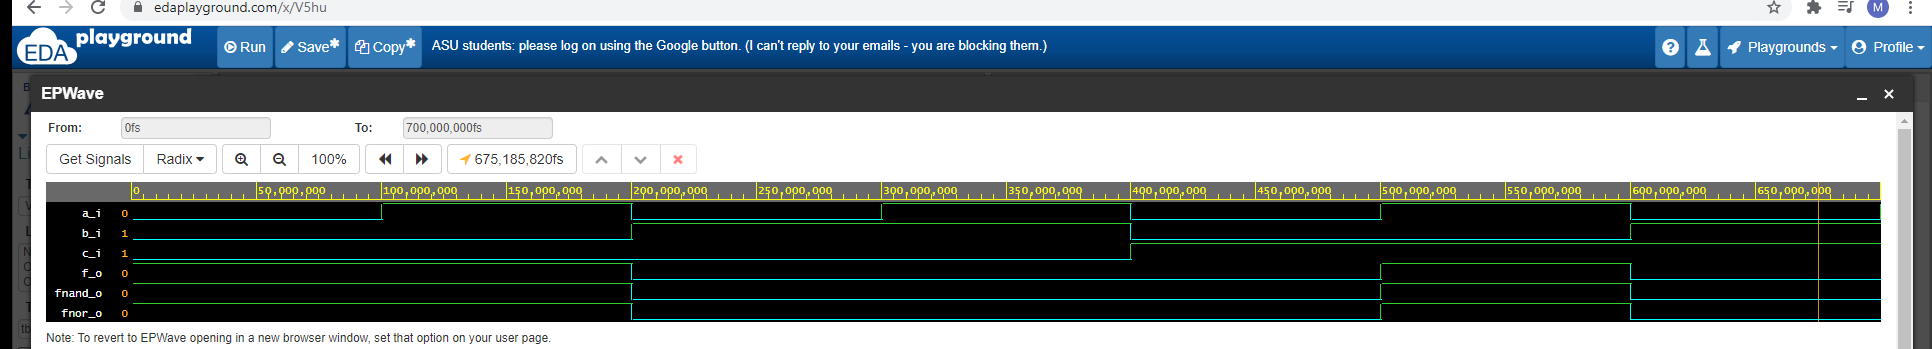 edaplayground.com/x/V5hu
M
EDA playground
Run
Save*
Copy*
ASU students: please log on using the Google button. (I can't reply to your emails - you are blocking them.)
Playgrounds
Profile
EPWave
From: 0fs To: 700,000,000fs
Get Signals Radix 100% 675,185,820fs
0 50,000,000 100,000,000 150,000,000 200,000,000 250,000,000 300,000,000 350,000,000 400,000,000 450,000,000 500,000,000 550,000,000 600,000,000 650,000,000
a_i 0
b_i 1
c_i 1
f_o 0
fnand_o 0
fnor_o 0
Note: To revert to EPWave opening in a new browser window, set that option on your user page.